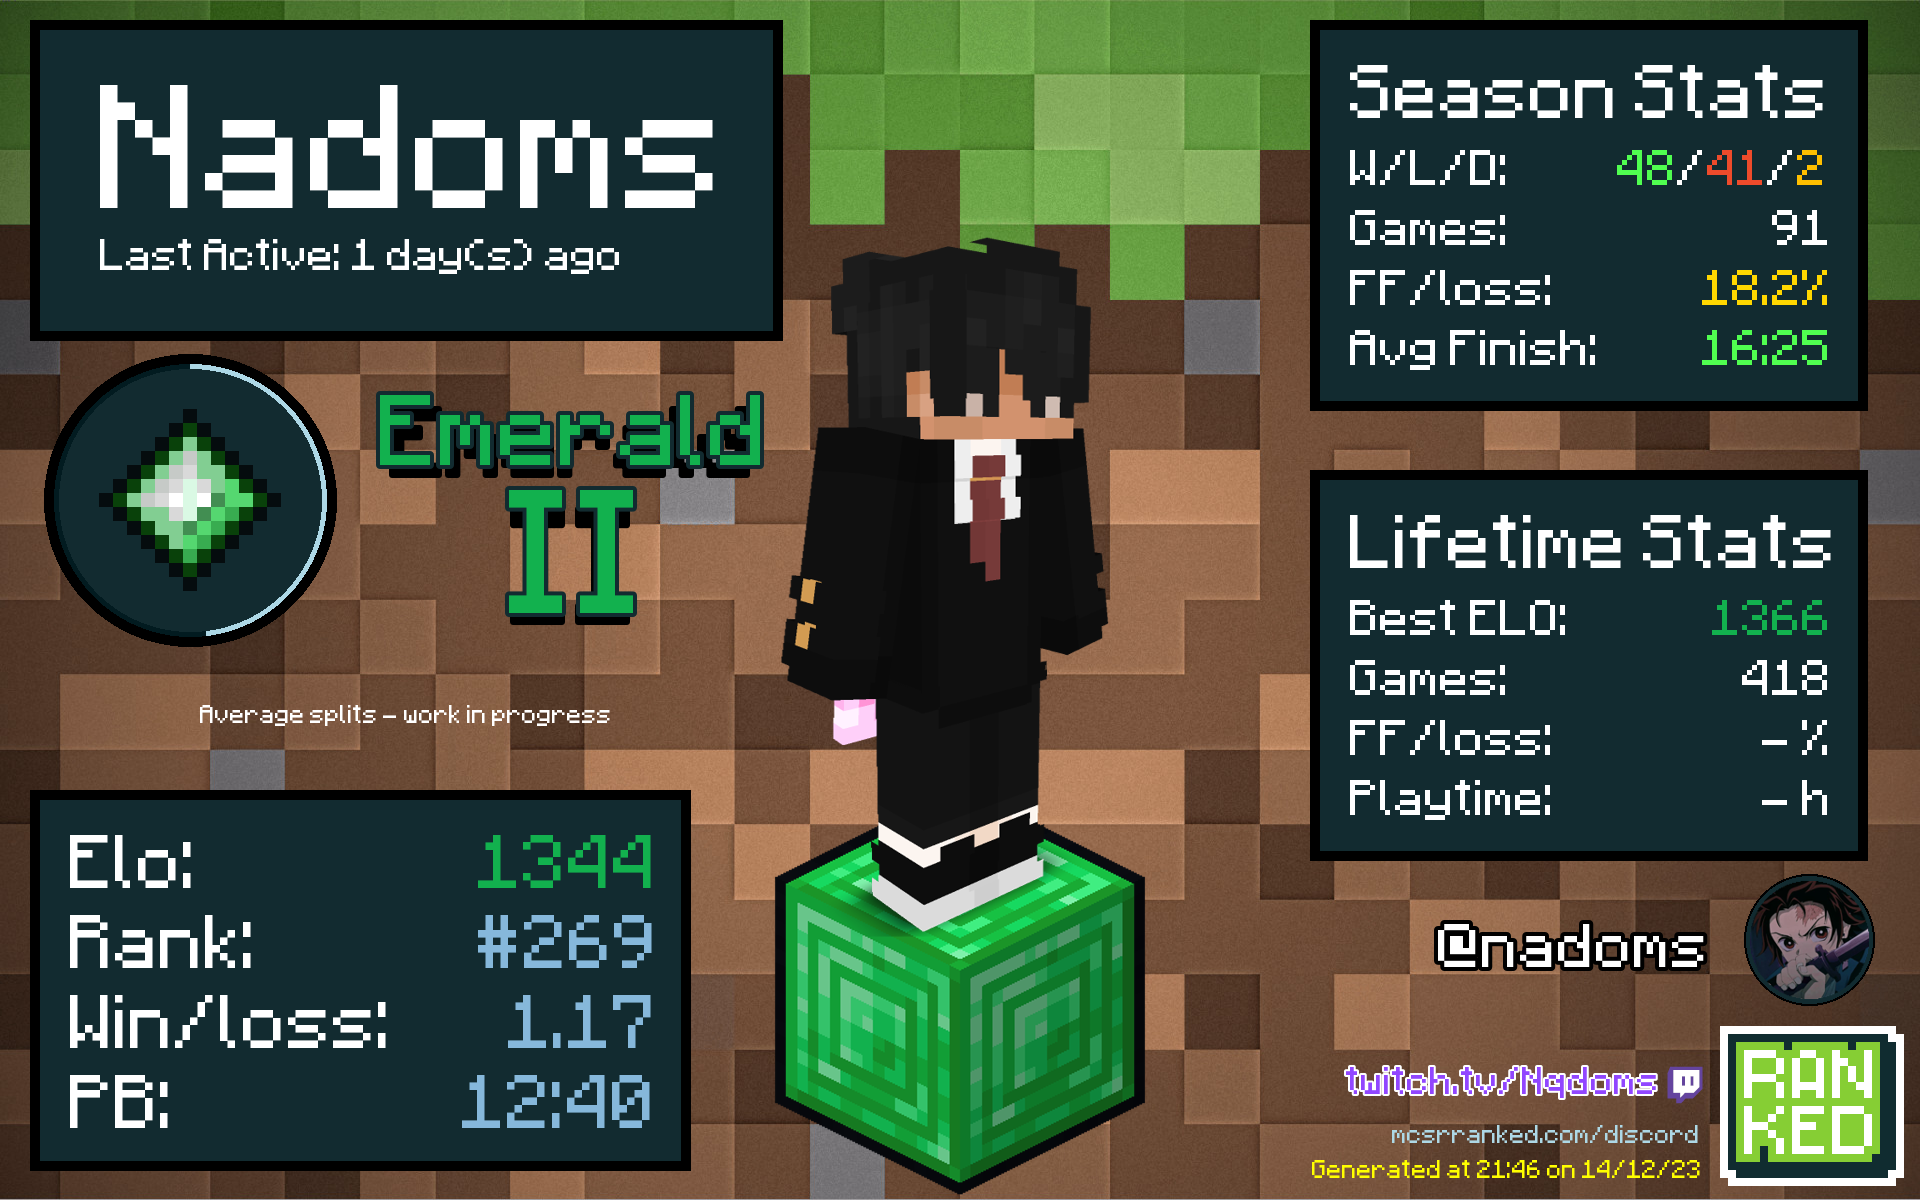 Nadoms
Last Active: 1 day(s) ago
Emerald
II
Average splits – work in progress
Elo: 1344
Rank: #269
Win/loss: 1.17
PB: 12:40
Season Stats
W/L/D: 48/41/2
Games: 91
FF/loss: 18.2%
Avg Finish: 16:25
Lifetime Stats
Best ELO: 1366
Games: 418
FF/loss: – %
Playtime: – h
@nadoms
twitch.tv/Nqdoms
mcsrranked.com/discord
Generated at 21:46 on 14/12/23
RAN
KED